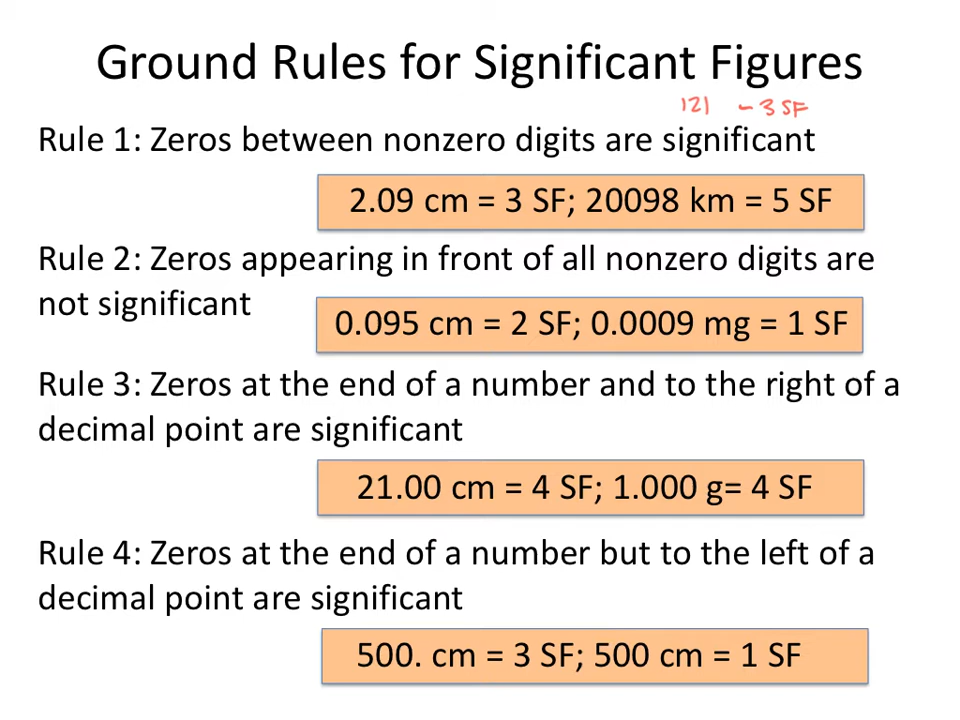 Ground Rules for Significant Figures
121 - 3 SF
Rule 1: Zeros between nonzero digits are significant
2.09 cm = 3 SF; 20098 km = 5 SF
Rule 2: Zeros appearing in front of all nonzero digits are
not significant
0.095 cm = 2 SF; 0.0009 mg = 1 SF
Rule 3: Zeros at the end of a number and to the right of a
decimal point are significant
21.00 cm = 4 SF; 1.000 g= 4 SF
Rule 4: Zeros at the end of a number but to the left of a
decimal point are significant
500. cm = 3 SF; 500 cm = 1 SF